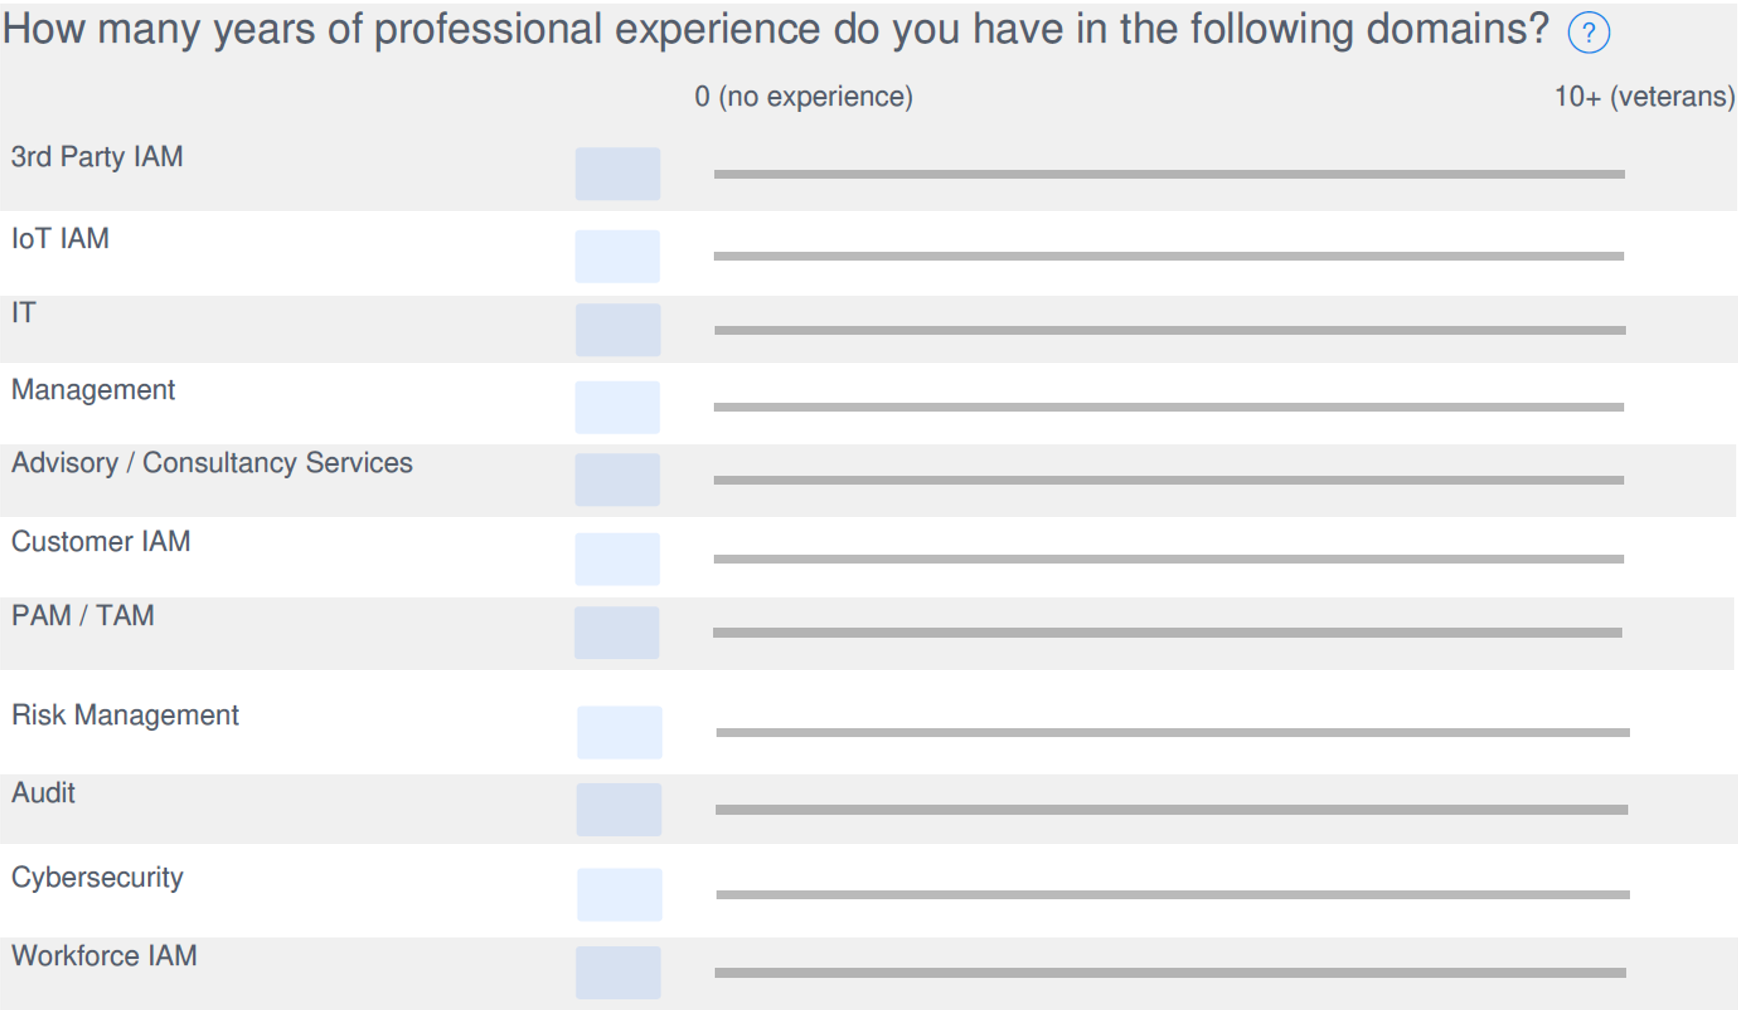 How many years of professional experience do you have in the following domains? ?
0 (no experience) 10+ (veterans)
3rd Party IAM
IoT IAM
IT
Management
Advisory / Consultancy Services
Customer IAM
PAM / TAM
Risk Management
Audit
Cybersecurity
Workforce IAM